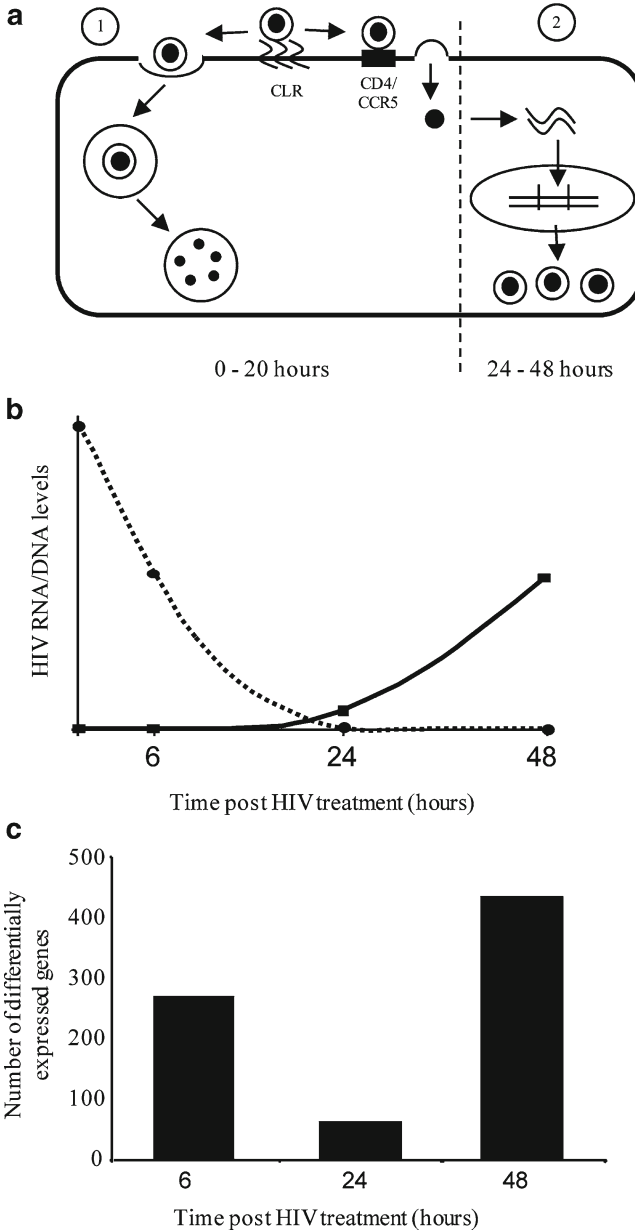 a
1
2
CLR
CD4/
CCR5
0 - 20 hours
24 - 48 hours
b
HIV RNA/DNA levels
6
24
48
Time post HIV treatment (hours)
c
Number of differentially
expressed genes
500
400
300
200
100
0
6
24
48
Time post HIV treatment (hours)